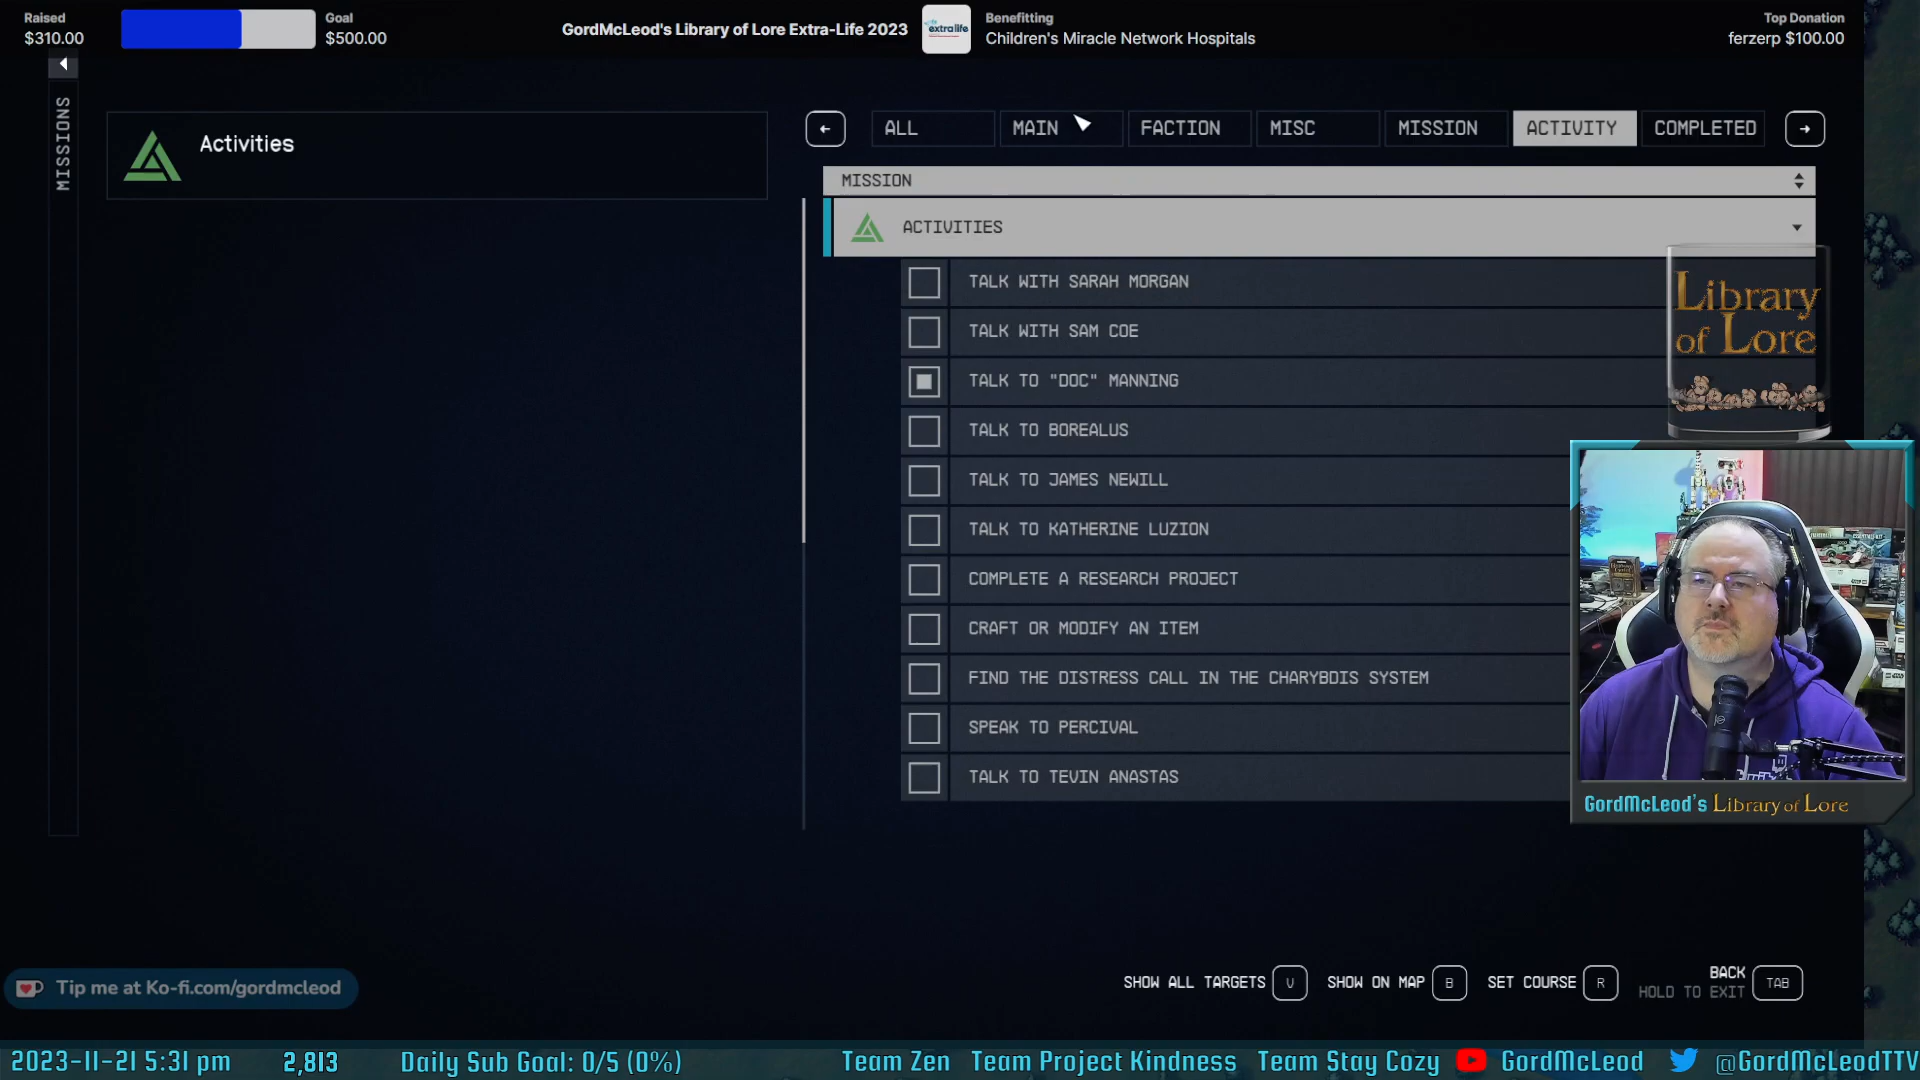 Raised
$310.00
Goal
$500.00
GordMcLeod's Library of Lore Extra-Life 2023
extralife
Benefitting
Children's Miracle Network Hospitals
Top Donation
ferzerp $100.00
MISSIONS
Activities
ALL
MAIN
FACTION
MISC
MISSION
ACTIVITY
COMPLETED
MISSION
ACTIVITIES
TALK WITH SARAH MORGAN
TALK WITH SAM COE
TALK TO "DOC" MANNING
TALK TO BOREALUS
TALK TO JAMES NEWILL
TALK TO KATHERINE LUZION
COMPLETE A RESEARCH PROJECT
CRAFT OR MODIFY AN ITEM
FIND THE DISTRESS CALL IN THE CHARYBDIS SYSTEM
SPEAK TO PERCIVAL
TALK TO TEVIN ANASTAS
Library
of Lore
GordMcLeod's Library of Lore
SHOW ALL TARGETS V
SHOW ON MAP B
SET COURSE R
BACK
HOLD TO EXIT
TAB
Tip me at Ko-fi.com/gordmcleod
2023-11-21 5:31 pm
2,813
Daily Sub Goal: 0/5 (0%)
Team Zen
Team Project Kindness
Team Stay Cozy
GordMcLeod
@GordMcLeodTTV